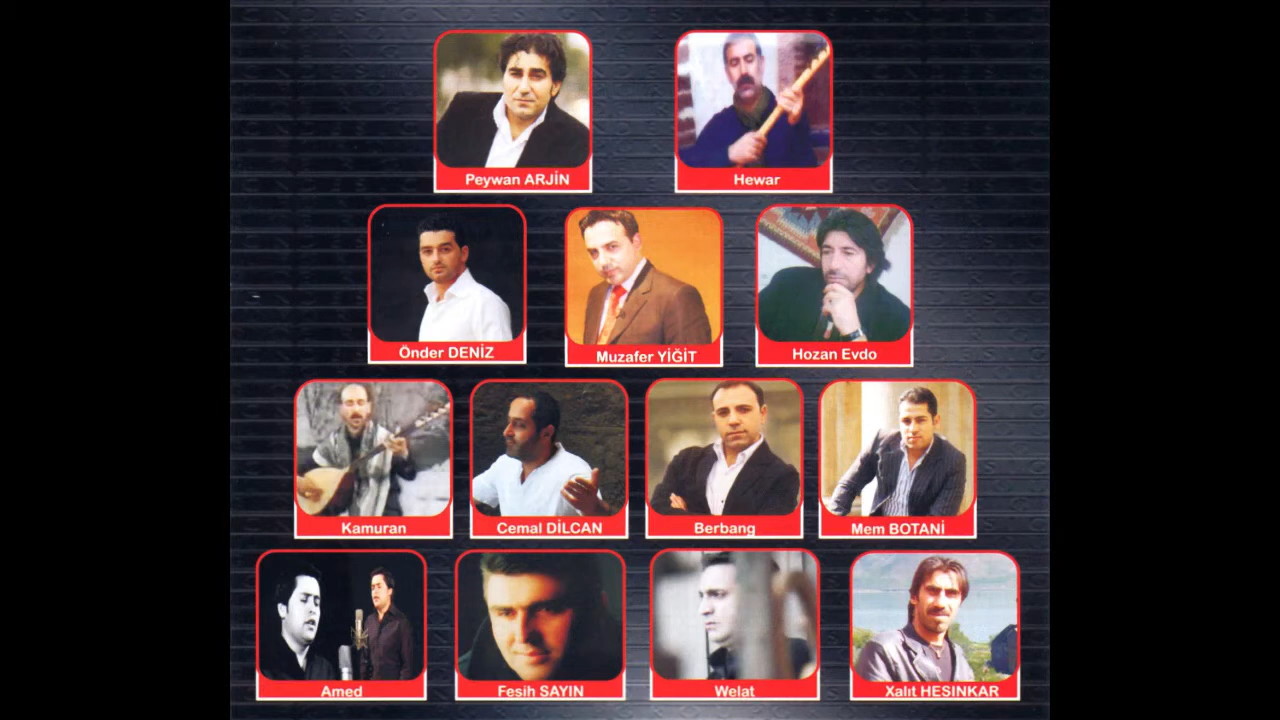 Peywan ARJİN
Hewar
Önder DENİZ
Muzafer YİĞİT
Hozan Evdo
Kamuran
Cemal DİLCAN
Berbang
Mem BOTANİ
Amed
Fesih SAYIN
Welat
Xalıt HESINKAR